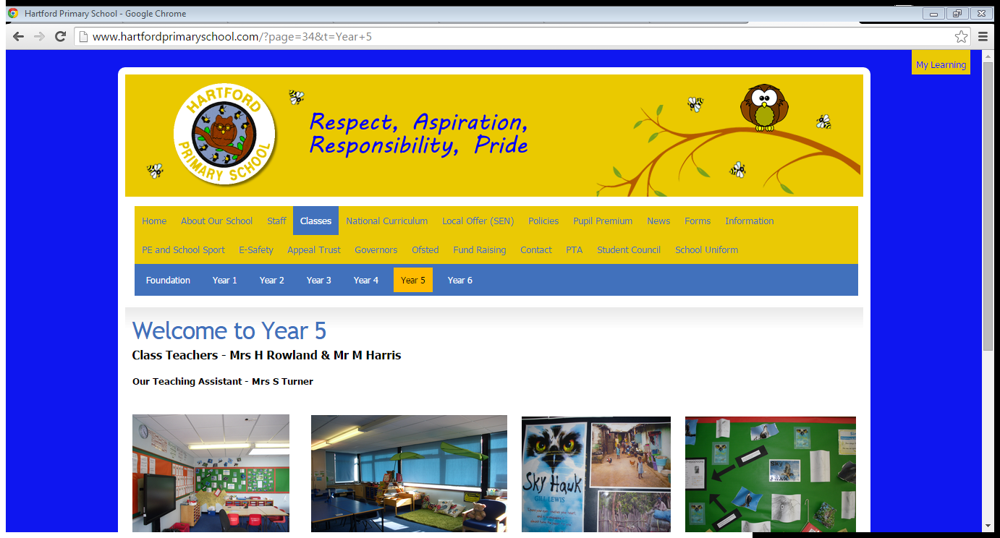 Hartford Primary School - Google Chrome
www.hartfordprimaryschool.com/?page=34&t=Year+5
My Learning
HARTFORD
PRIMARY SCHOOL
Respect, Aspiration,
Responsibility, Pride
Home About Our School Staff Classes National Curriculum Local Offer (SEN) Policies Pupil Premium News Forms Information
PE and School Sport E-Safety Appeal Trust Governors Ofsted Fund Raising Contact PTA Student Council School Uniform
Foundation Year 1 Year 2 Year 3 Year 4 Year 5 Year 6
Welcome to Year 5
Class Teachers - Mrs H Rowland & Mr M Harris
Our Teaching Assistant - Mrs S Turner
SKY HAWK
GILL LEWIS